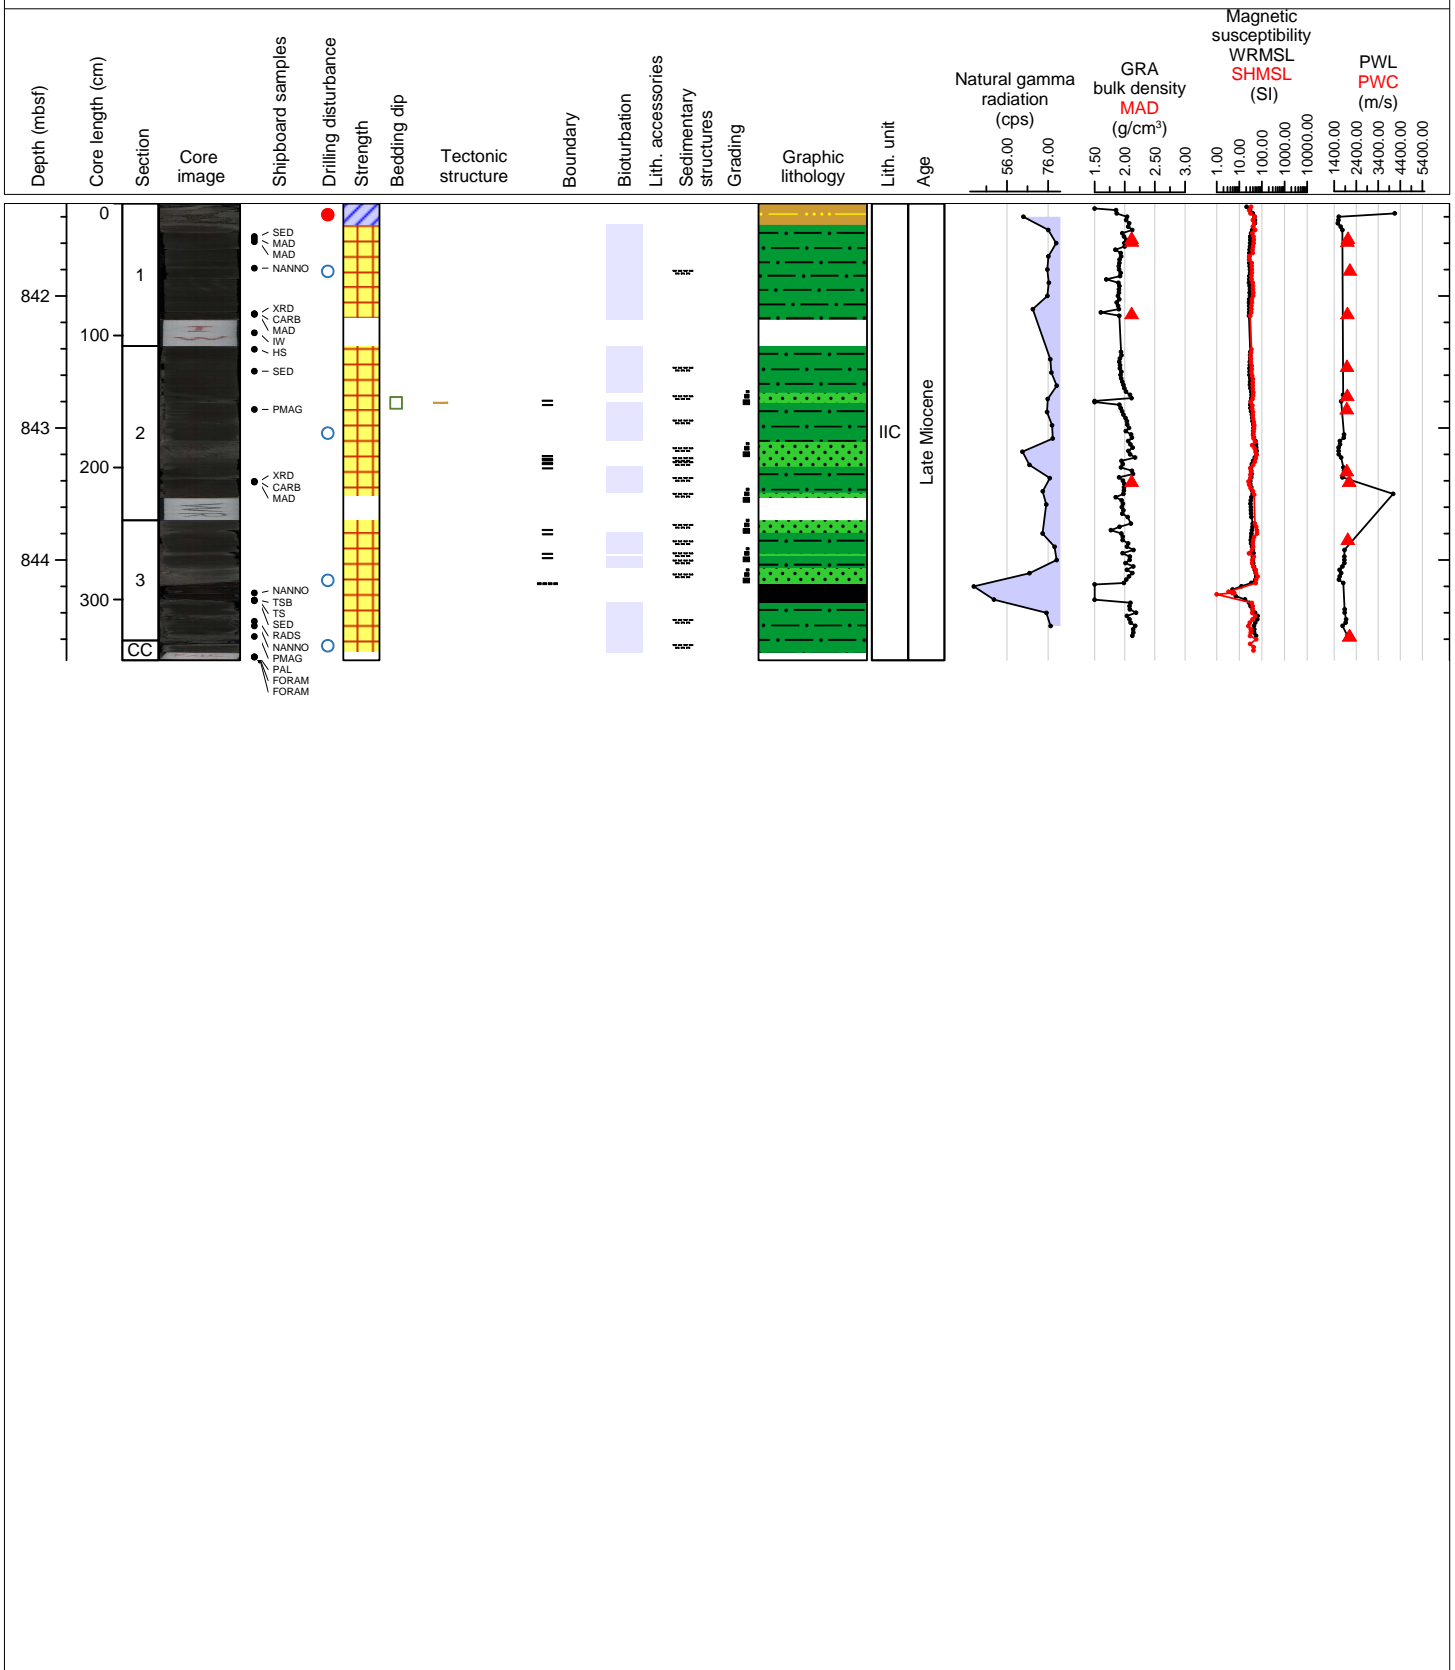 Depth (mbsf)
Core length (cm)
Section
Core
image
Shipboard samples
Drilling disturbance
Strength
Bedding dip
Tectonic
structure
Boundary
Bioturbation
Lith. accessories
Sedimentary
structures
Grading
Graphic
lithology
Lith. unit
Age
Natural gamma
radiation
(cps)
56.00
76.00
GRA
bulk density
MAD
(g/cm³)
1.50
2.00
2.50
3.00
Magnetic
susceptibility
WRMSL
SHMSL
(SI)
1.00
10.00
100.00
1000.00
10000.00
PWL
PWC
(m/s)
1400.00
2400.00
3400.00
4400.00
5400.00
842
843
844
0
100
200
300
1
2
3
CC
SED
MAD
MAD
NANNO
XRD
CARB
MAD
IW
HS
SED
PMAG
XRD
CARB
MAD
NANNO
TSB
TS
SED
RADS
NANNO
PMAG
PAL
FORAM
FORAM
IIC
Late Miocene